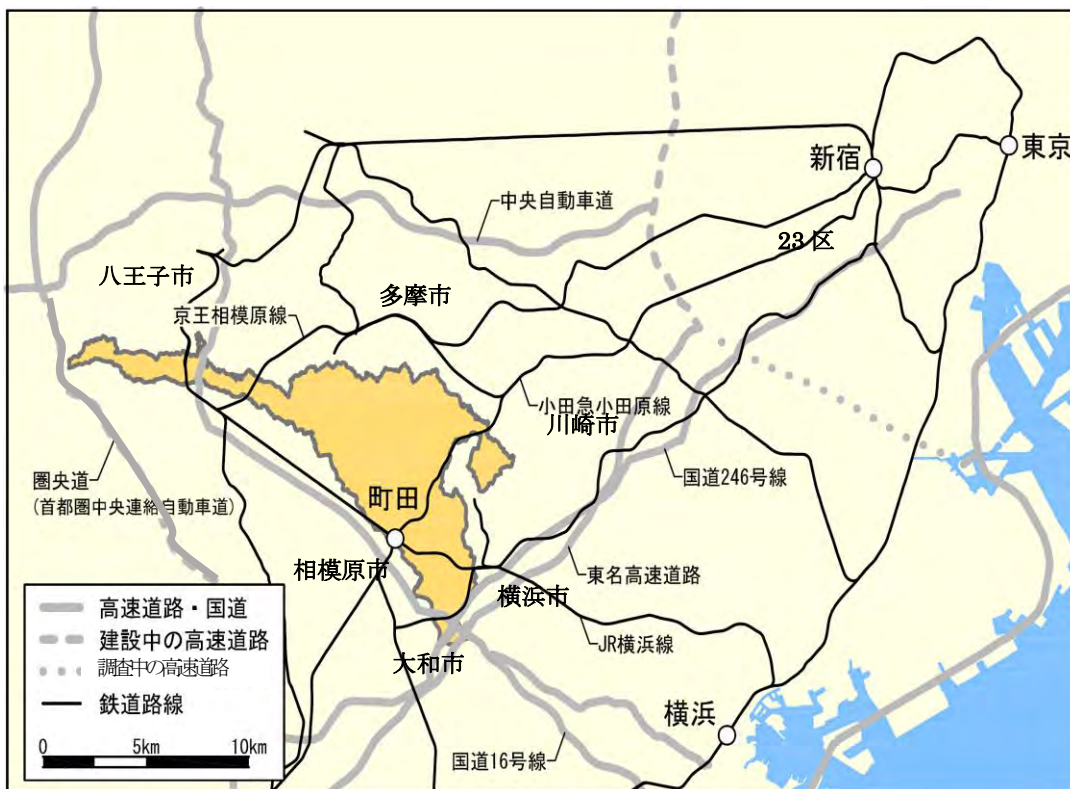 東京
新宿
中央自動車道
23区
八王子市
多摩市
京王相模原線
小田急小田原線
川崎市
国道246号線
圏央道
(首都圏中央連絡自動車道)
町田
相模原市
東名高速道路
横浜市
JR横浜線
大和市
横浜
国道16号線
高速道路・国道
建設中の高速道路
調査中の高速道路
鉄道路線
0 5km 10km